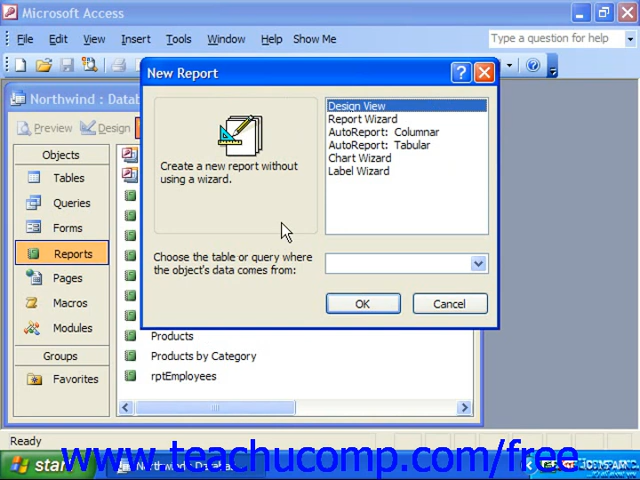 Microsoft Access
File Edit View Insert Tools Window Help Show Me
Type a question for help
New Report
Northwind : Datab
Preview Design
Objects
Tables
Queries
Forms
Reports
Pages
Macros
Modules
Groups
Favorites
Create a new report without
using a wizard.
Design View
Report Wizard
AutoReport: Columnar
AutoReport: Tabular
Chart Wizard
Label Wizard
Choose the table or query where
the object's data comes from:
OK Cancel
Products
Products by Category
rptEmployees
Ready
start
www.teachucomp.com/free